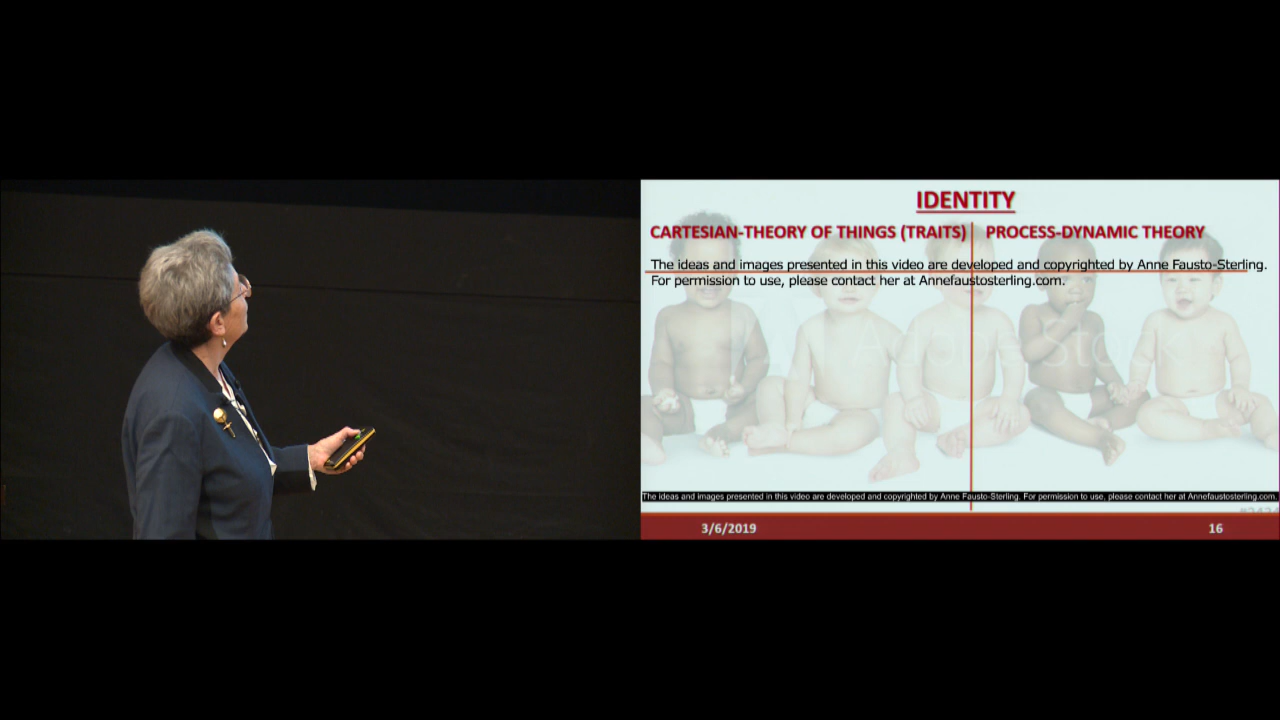 IDENTITY
CARTESIAN-THEORY OF THINGS (TRAITS)
PROCESS-DYNAMIC THEORY
The ideas and images presented in this video are developed and copyrighted by Anne Fausto-Sterling.
For permission to use, please contact her at Annefaustosterling.com.
Adobe Stock
The ideas and images presented in this video are developed and copyrighted by Anne Fausto-Sterling. For permission to use, please contact her at Annefaustosterling.com.
3/6/2019
16